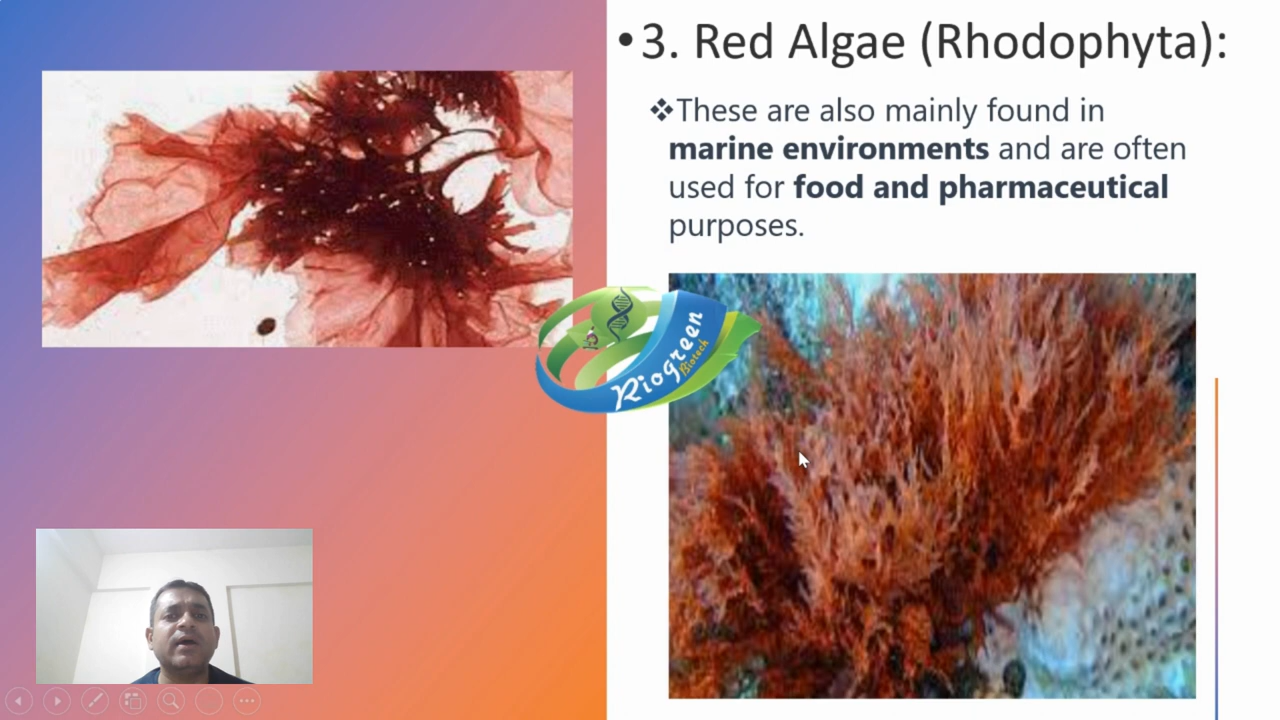 • 3. Red Algae (Rhodophyta):
❖These are also mainly found in
marine environments and are often
used for food and pharmaceutical
purposes.
Riogreen
Biotech